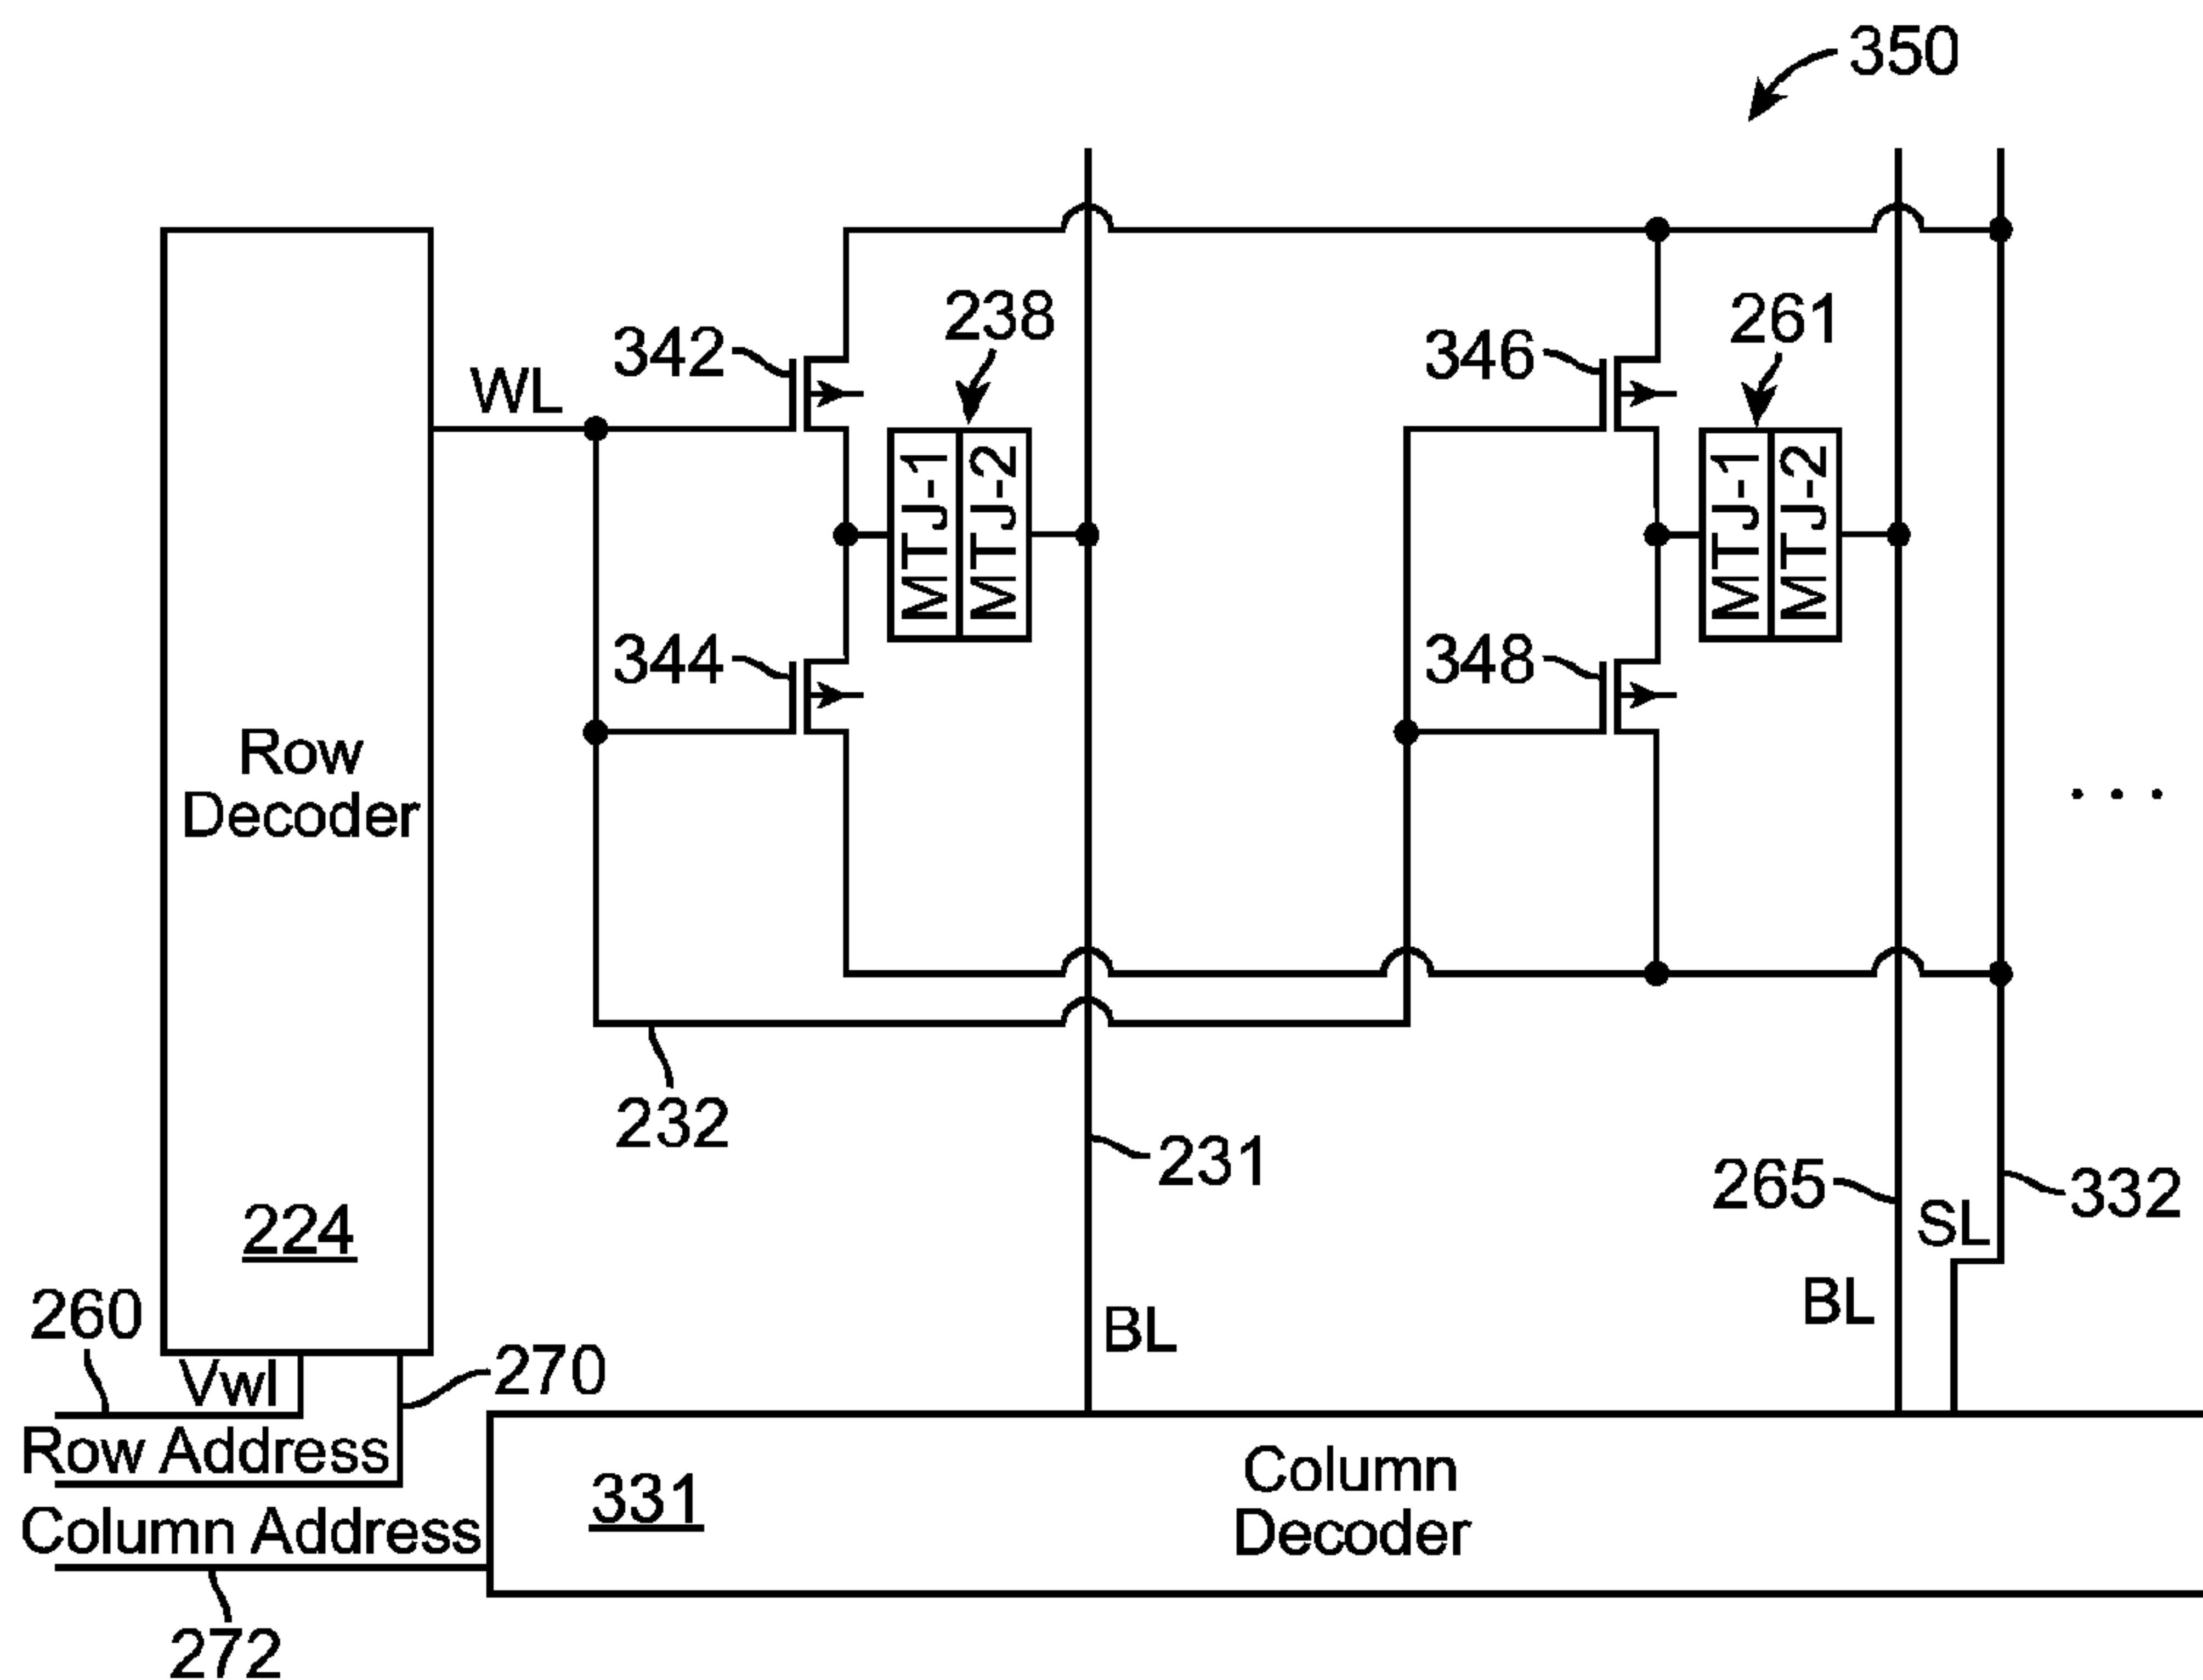 350
238
261
342
346
WL
MTJ-1
MTJ-2
MTJ-1
MTJ-2
344
348
Row
Decoder
. . .
232
231
265
332
224
SL
260
BL
BL
270
Vwl
Row Address
Column Address
331
Column
Decoder
272